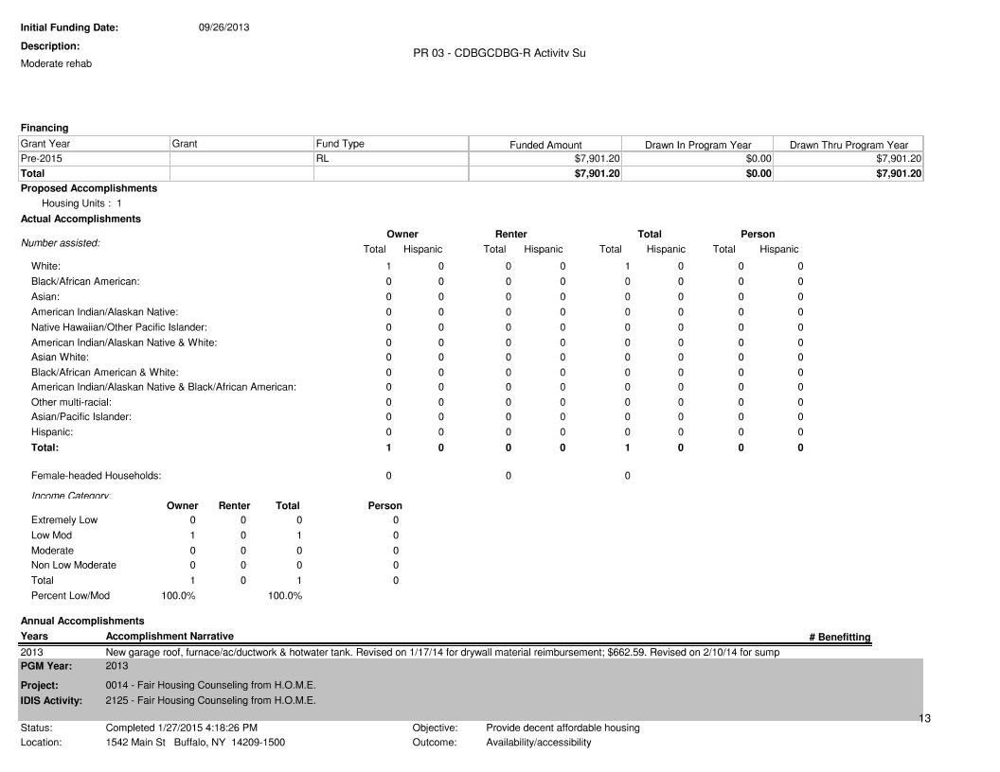 Initial Funding Date: 09/26/2013
Description:
PR 03 - CDBGCDBG-R Activity Su
Moderate rehab
Financing
Grant Year Grant Fund Type Funded Amount Drawn In Program Year Drawn Thru Program Year
Pre-2015 RL $7,901.20 $0.00 $7,901.20
Total $7,901.20 $0.00 $7,901.20
Proposed Accomplishments
Housing Units : 1
Actual Accomplishments
Owner Renter Total Person
Number assisted:
Total Hispanic Total Hispanic Total Hispanic Total Hispanic
White: 1 0 0 0 1 0 0 0
Black/African American: 0 0 0 0 0 0 0 0
Asian: 0 0 0 0 0 0 0 0
American Indian/Alaskan Native: 0 0 0 0 0 0 0 0
Native Hawaiian/Other Pacific Islander: 0 0 0 0 0 0 0 0
American Indian/Alaskan Native & White: 0 0 0 0 0 0 0 0
Asian White: 0 0 0 0 0 0 0 0
Black/African American & White: 0 0 0 0 0 0 0 0
American Indian/Alaskan Native & Black/African American: 0 0 0 0 0 0 0 0
Other multi-racial: 0 0 0 0 0 0 0 0
Asian/Pacific Islander: 0 0 0 0 0 0 0 0
Hispanic: 0 0 0 0 0 0 0 0
Total: 1 0 0 0 1 0 0 0
Female-headed Households: 0 0 0
Income Category:
Owner Renter Total Person
Extremely Low 0 0 0 0
Low Mod 1 0 1 0
Moderate 0 0 0 0
Non Low Moderate 0 0 0 0
Total 1 0 1 0
Percent Low/Mod 100.0% 100.0%
Annual Accomplishments
Years Accomplishment Narrative # Benefitting
2013 New garage roof, furnace/ac/ductwork & hotwater tank. Revised on 1/17/14 for drywall material reimbursement; $662.59. Revised on 2/10/14 for sump
PGM Year: 2013
Project: 0014 - Fair Housing Counseling from H.O.M.E.
IDIS Activity: 2125 - Fair Housing Counseling from H.O.M.E.
13
Status: Completed 1/27/2015 4:18:26 PM Objective: Provide decent affordable housing
Location: 1542 Main St Buffalo, NY 14209-1500 Outcome: Availability/accessibility